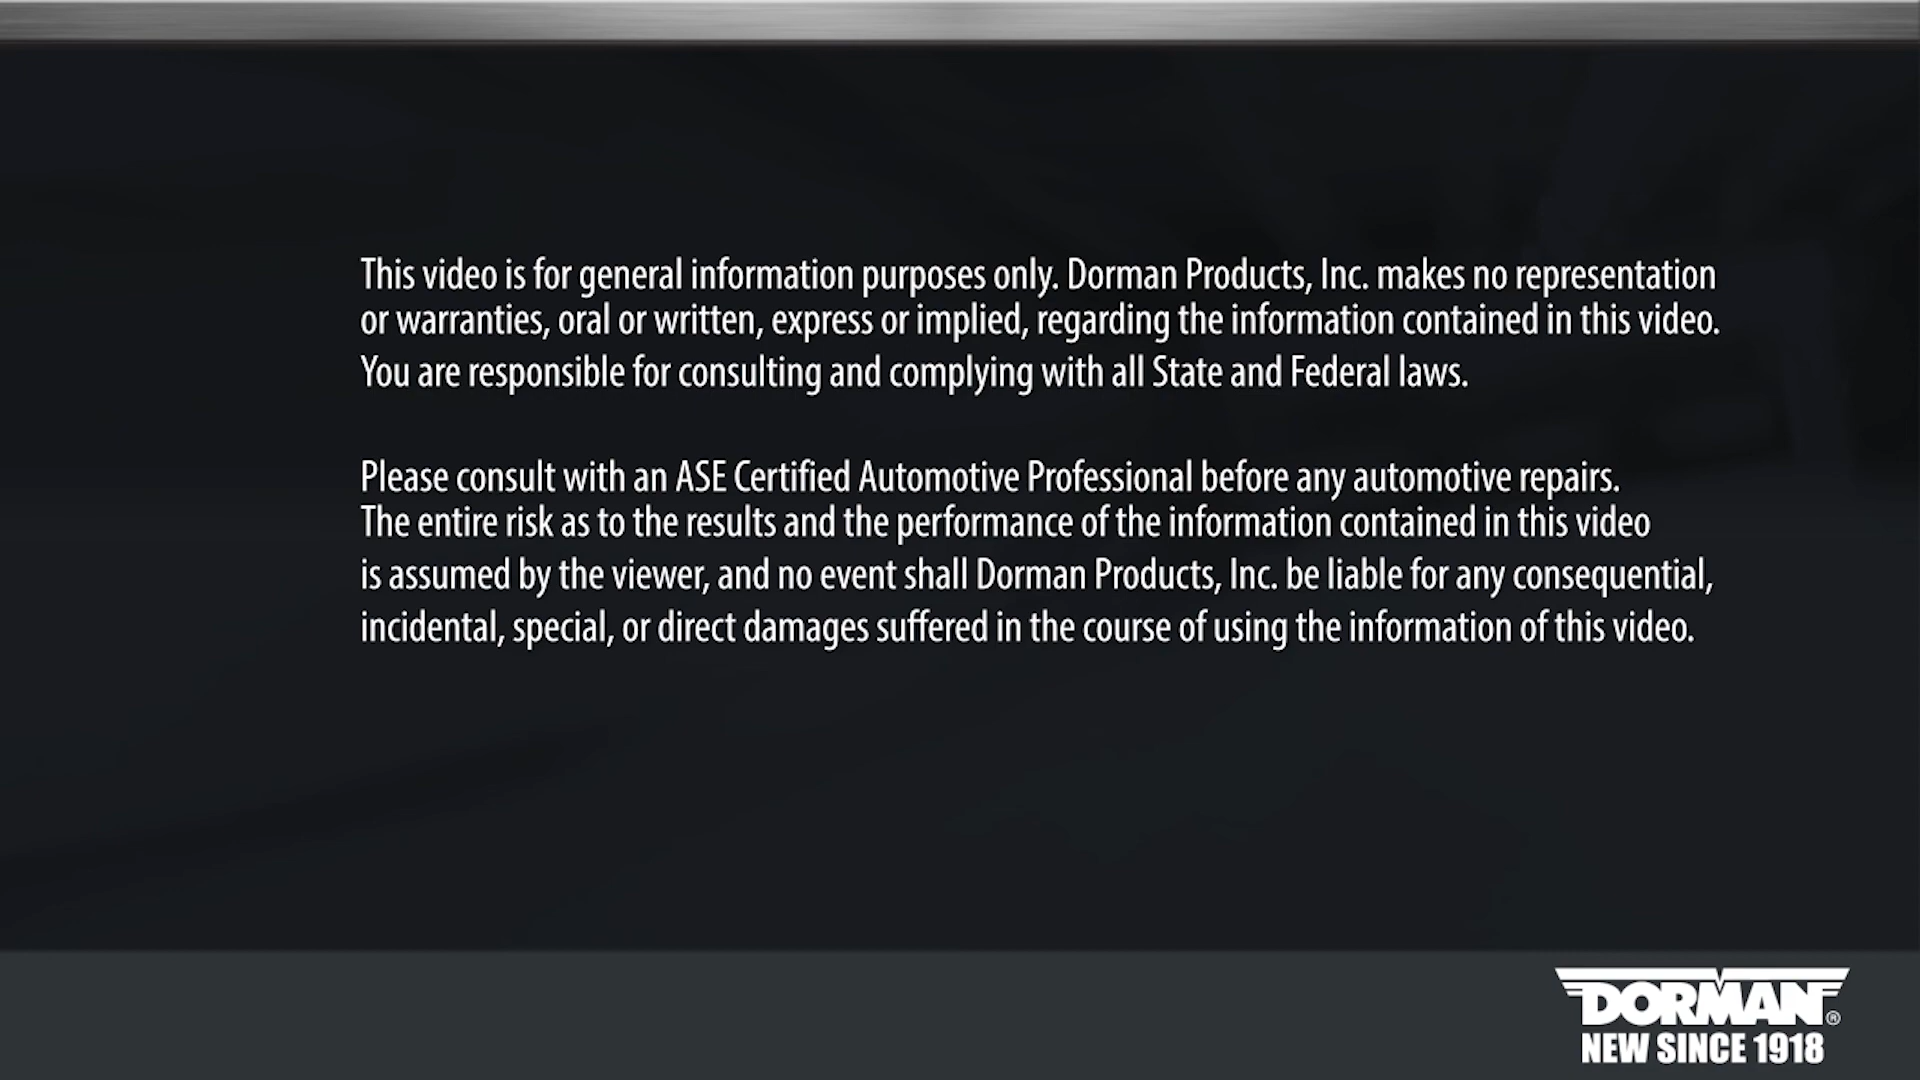 This video is for general information purposes only. Dorman Products, Inc. makes no representation
or warranties, oral or written, express or implied, regarding the information contained in this video.
You are responsible for consulting and complying with all State and Federal laws.
Please consult with an ASE Certified Automotive Professional before any automotive repairs.
The entire risk as to the results and the performance of the information contained in this video
is assumed by the viewer, and no event shall Dorman Products, Inc. be liable for any consequential,
incidental, special, or direct damages suffered in the course of using the information of this video.
DORMAN®
NEW SINCE 1918